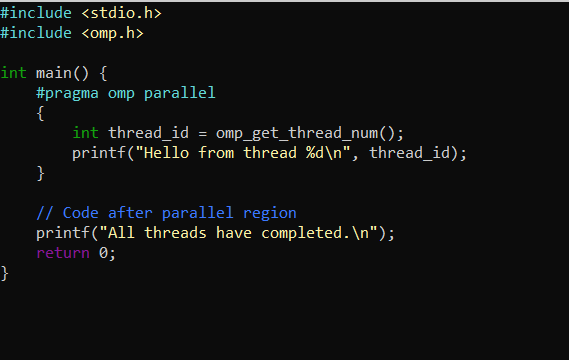 #include <stdio.h>
#include <omp.h>

int main() {
    #pragma omp parallel
    {
        int thread_id = omp_get_thread_num();
        printf("Hello from thread %d\n", thread_id);
    }

    // Code after parallel region
    printf("All threads have completed.\n");
    return 0;
}